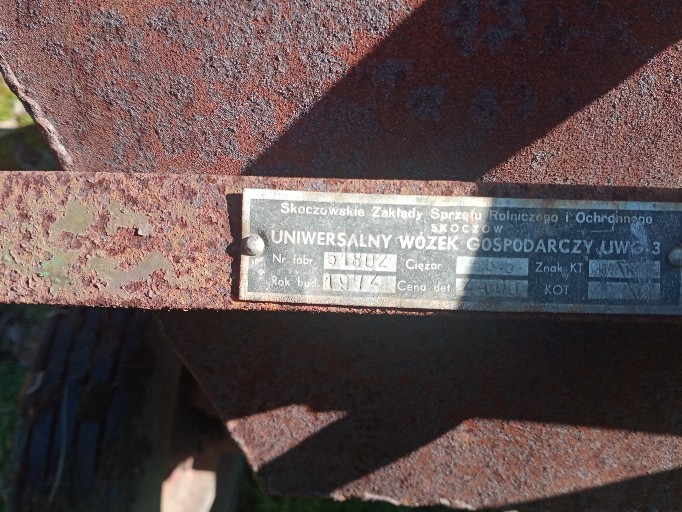 Skoczowskie Zakłady Sprzętu Rolniczego i Ochronnego
SKOCZÓW
UNIWERSALNY WÓZEK GOSPODARCZY UWG-3
Nr fabr. 51802 Ciężar Znak KT
Rok bud. 1974 Cena det. KOT